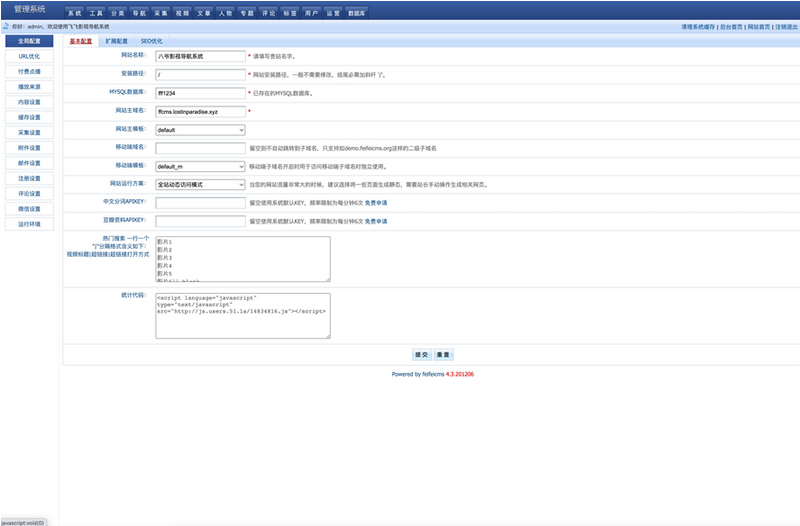 管理系统
系统 工具 分类 导航 采集 视频 文章 人物 专题 评论 标签 用户 运营 数据库
你好：admin，欢迎使用飞飞影视导航系统
清理系统缓存 | 后台首页 | 网站首页 | 注销退出
全局配置
URL优化
付费点播
播放来源
内容设置
缓存设置
采集设置
附件设置
邮件设置
注册设置
评论设置
微信设置
运行环境
基本配置 扩展配置 SEO优化
网站名称： 八爷影视导航系统 * 请填写贵站名字。
安装路径： / * 网站安装路径，一般不需要修改，结尾必需加斜杆'/'。
MYSQL数据库： fff1234 * 已存在的MYSQL数据库。
网站主域名： ffcms.lostinparadise.xyz *
网站主模板： default
移动端域名： 留空则不自动跳转到子域名，只支持如demo.feifeicms.org这样的二级子域名
移动端模板： default_m 移动端子域名开启时用于访问移动端子域名时独立使用。
网站运行方案： 全站动态访问模式 当您的网站流量非常大的时候，建议选择将一些页面生成静态，需要站长手动操作生成相关网页。
中文分词APIKEY： 留空使用系统默认KEY，频率限制为每分钟6次 免费申请
豆瓣资料APIKEY： 留空使用系统默认KEY，频率限制为每分钟6次 免费申请
热门搜索 一行一个
"|"分隔格式含义如下:
视频标题|超链接|超链接打开方式
影片1
影片2
影片3
影片4
影片5
统计代码：
<script language="javascript"
type="text/javascript"
src="http://js.users.51.la/14834816.js"></script>
提交 重置
Powered by feifeicms 4.3.201206
javascript:void(0)